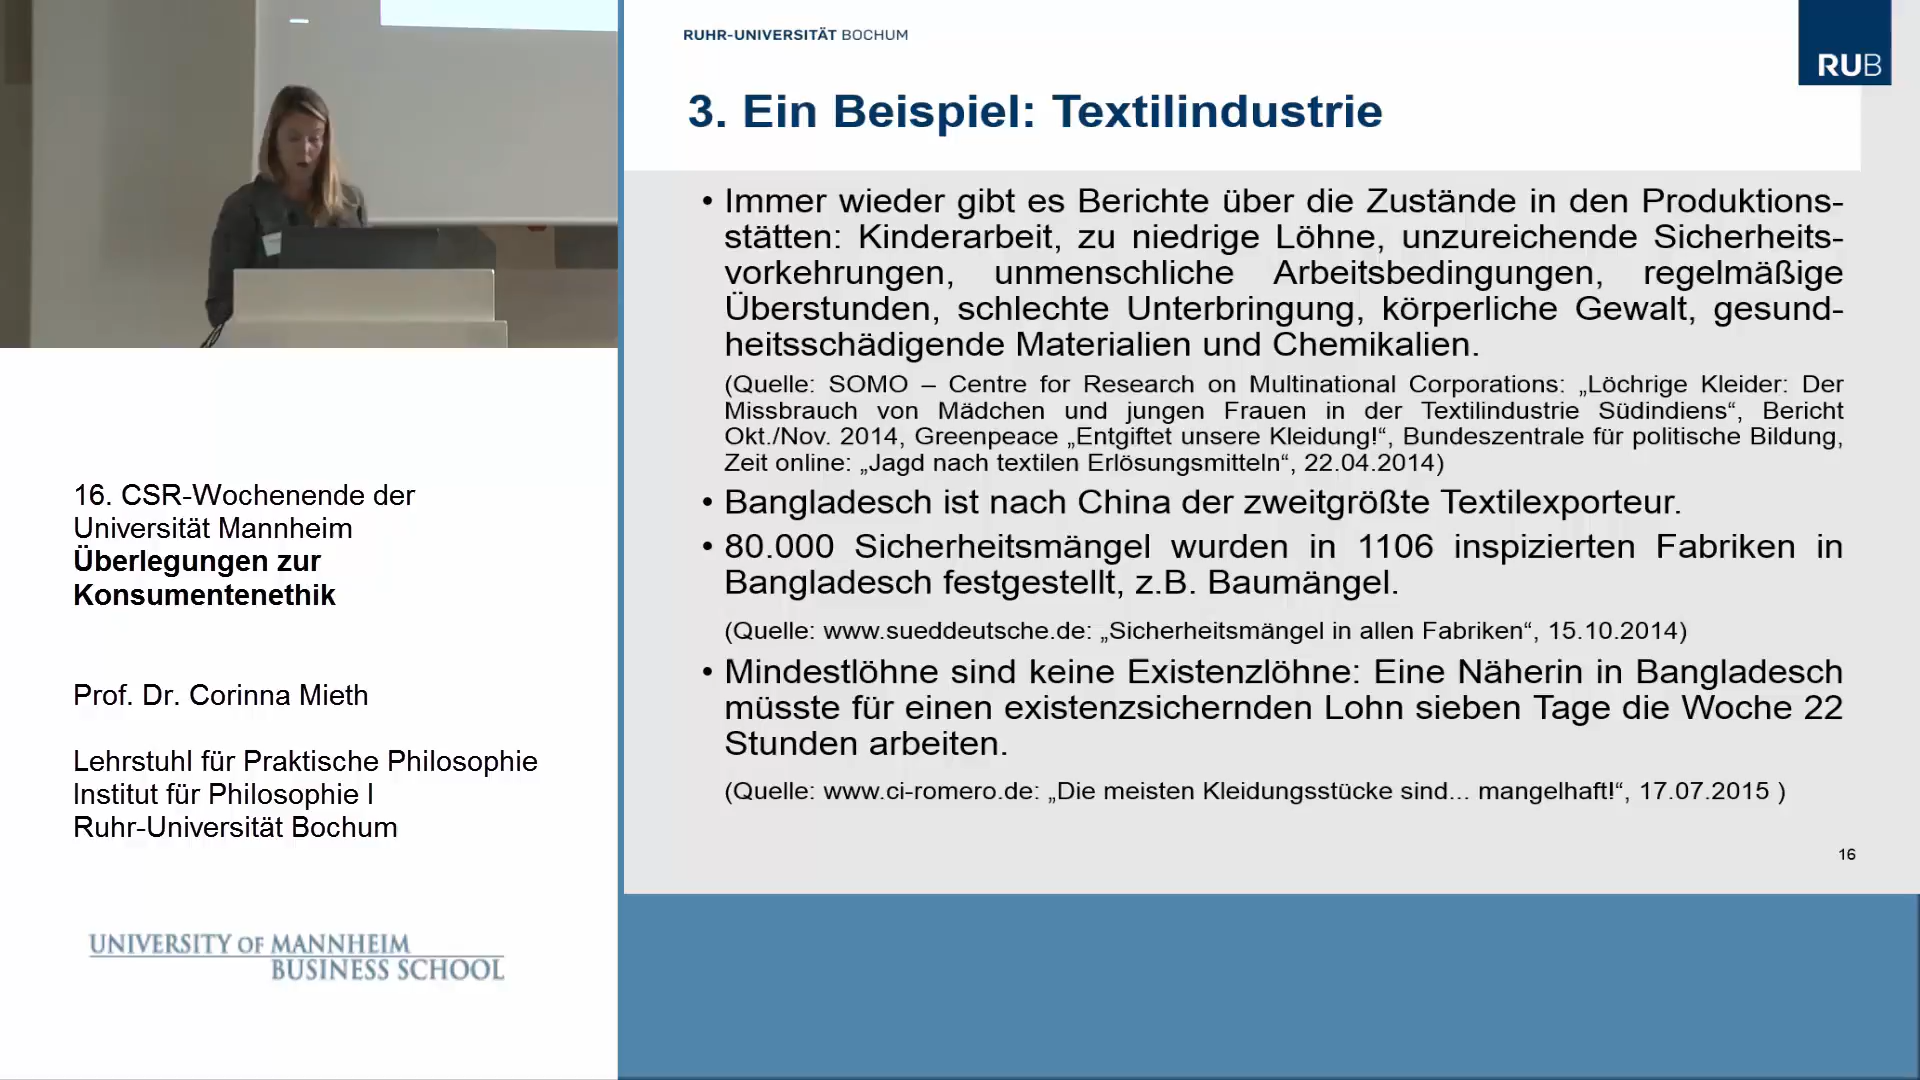 RUHR-UNIVERSITÄT BOCHUM
RUB
3. Ein Beispiel: Textilindustrie
• Immer wieder gibt es Berichte über die Zustände in den Produktions-
stätten: Kinderarbeit, zu niedrige Löhne, unzureichende Sicherheits-
vorkehrungen, unmenschliche Arbeitsbedingungen, regelmäßige
Überstunden, schlechte Unterbringung, körperliche Gewalt, gesund-
heitsschädigende Materialien und Chemikalien.
(Quelle: SOMO – Centre for Research on Multinational Corporations: „Löchrige Kleider: Der
Missbrauch von Mädchen und jungen Frauen in der Textilindustrie Südindiens“, Bericht
Okt./Nov. 2014, Greenpeace „Entgiftet unsere Kleidung!“, Bundeszentrale für politische Bildung,
Zeit online: „Jagd nach textilen Erlösungsmitteln“, 22.04.2014)
• Bangladesch ist nach China der zweitgrößte Textilexporteur.
• 80.000 Sicherheitsmängel wurden in 1106 inspizierten Fabriken in
Bangladesch festgestellt, z.B. Baumängel.
(Quelle: www.sueddeutsche.de: „Sicherheitsmängel in allen Fabriken“, 15.10.2014)
• Mindestlöhne sind keine Existenzlöhne: Eine Näherin in Bangladesch
müsste für einen existenzsichernden Lohn sieben Tage die Woche 22
Stunden arbeiten.
(Quelle: www.ci-romero.de: „Die meisten Kleidungsstücke sind... mangelhaft!“, 17.07.2015 )
16
16. CSR-Wochenende der
Universität Mannheim
Überlegungen zur
Konsumentenethik
Prof. Dr. Corinna Mieth
Lehrstuhl für Praktische Philosophie
Institut für Philosophie I
Ruhr-Universität Bochum
UNIVERSITY OF MANNHEIM
BUSINESS SCHOOL